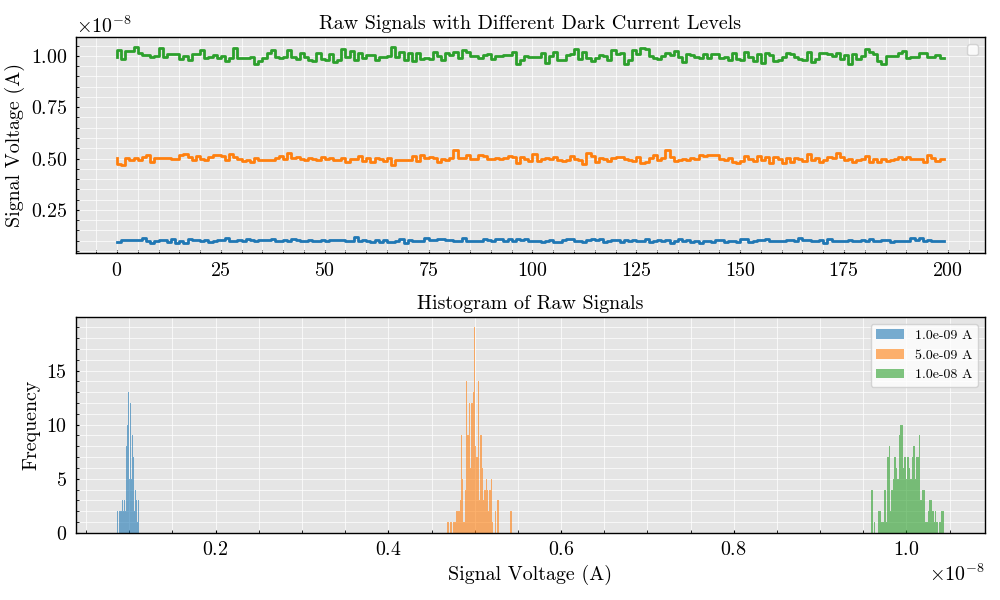 ×10⁻⁸
Raw Signals with Different Dark Current Levels
Signal Voltage (A)
1.00
0.75
0.50
0.25
0 25 50 75 100 125 150 175 200
Histogram of Raw Signals
Frequency
15
10
5
0
1.0e-09 A
5.0e-09 A
1.0e-08 A
0.2 0.4 0.6 0.8 1.0
Signal Voltage (A)
×10⁻⁸